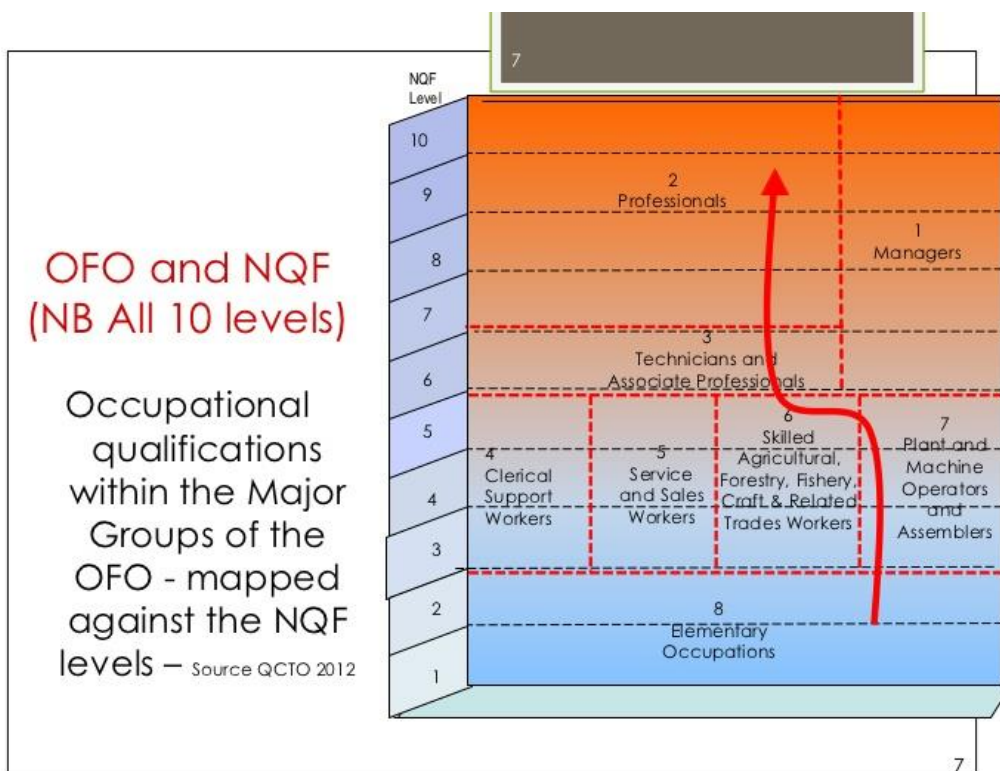 7
OFO and NQF
(NB All 10 levels)
Occupational
qualifications
within the Major
Groups of the
OFO - mapped
against the NQF
levels – Source QCTO 2012
NQF
Level
10
9
8
7
6
5
4
3
2
1
2
Professionals
1
Managers
3
Technicians and
Associate Professionals
4
Clerical
Support
Workers
5
Service
and Sales
Workers
6
Skilled
Agricultural,
Forestry, Fishery,
Craft & Related
Trades Workers
7
Plant and
Machine
Operators
and
Assemblers
8
Elementary
Occupations
7